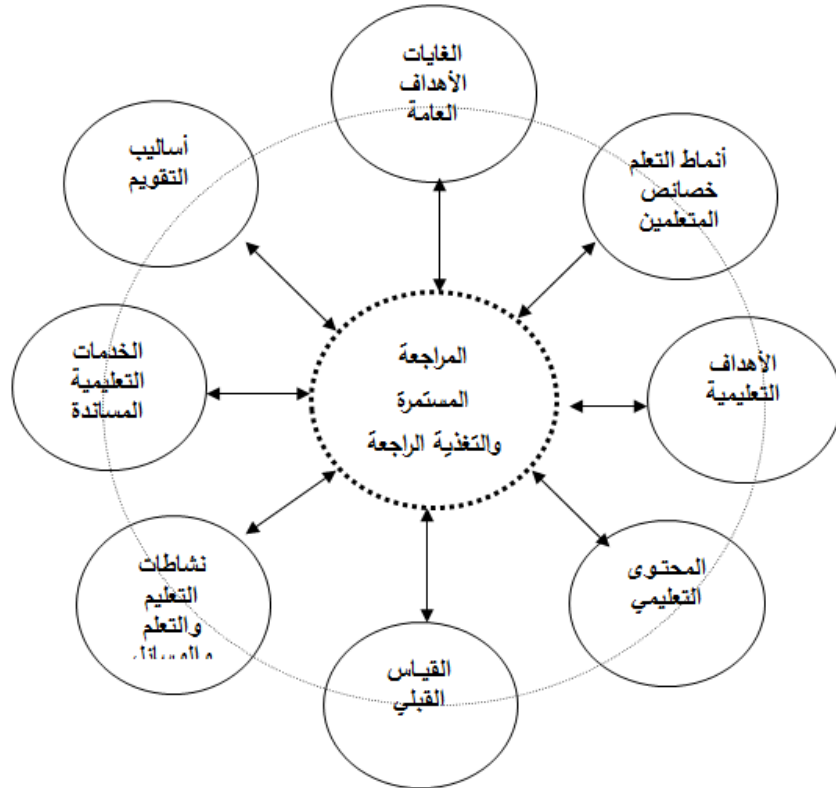 الغايات
الأهداف
العامة
أنماط التعلم
خصائص
المتعلمين
الأهداف
التعليمية
المحتوى
التعليمي
القياس
القبلي
نشاطات
التعليم
والتعلم
والوسائل
الخدمات
التعليمية
المساندة
أساليب
التقويم
المراجعة
المستمرة
والتغذية الراجعة